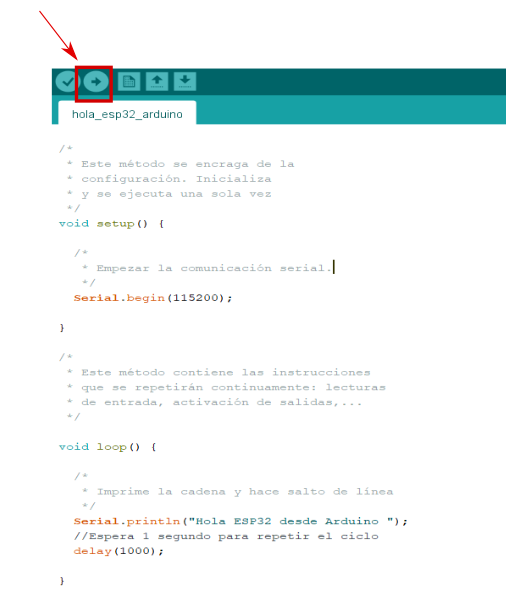 hola_esp32_arduino
/*
 * Este método se encraga de la
 * configuración. Inicializa
 * y se ejecuta una sola vez
 */
void setup() {
  /*
   * Empezar la comunicación serial.
   */
  Serial.begin(115200);
}
/*
 * Este método contiene las instrucciones
 * que se repetirán continuamente: lecturas
 * de entrada, activación de salidas,...
 */
void loop() {
  /*
   * Imprime la cadena y hace salto de línea
   */
  Serial.println("Hola ESP32 desde Arduino ");
  //Espera 1 segundo para repetir el ciclo
  delay(1000);
}